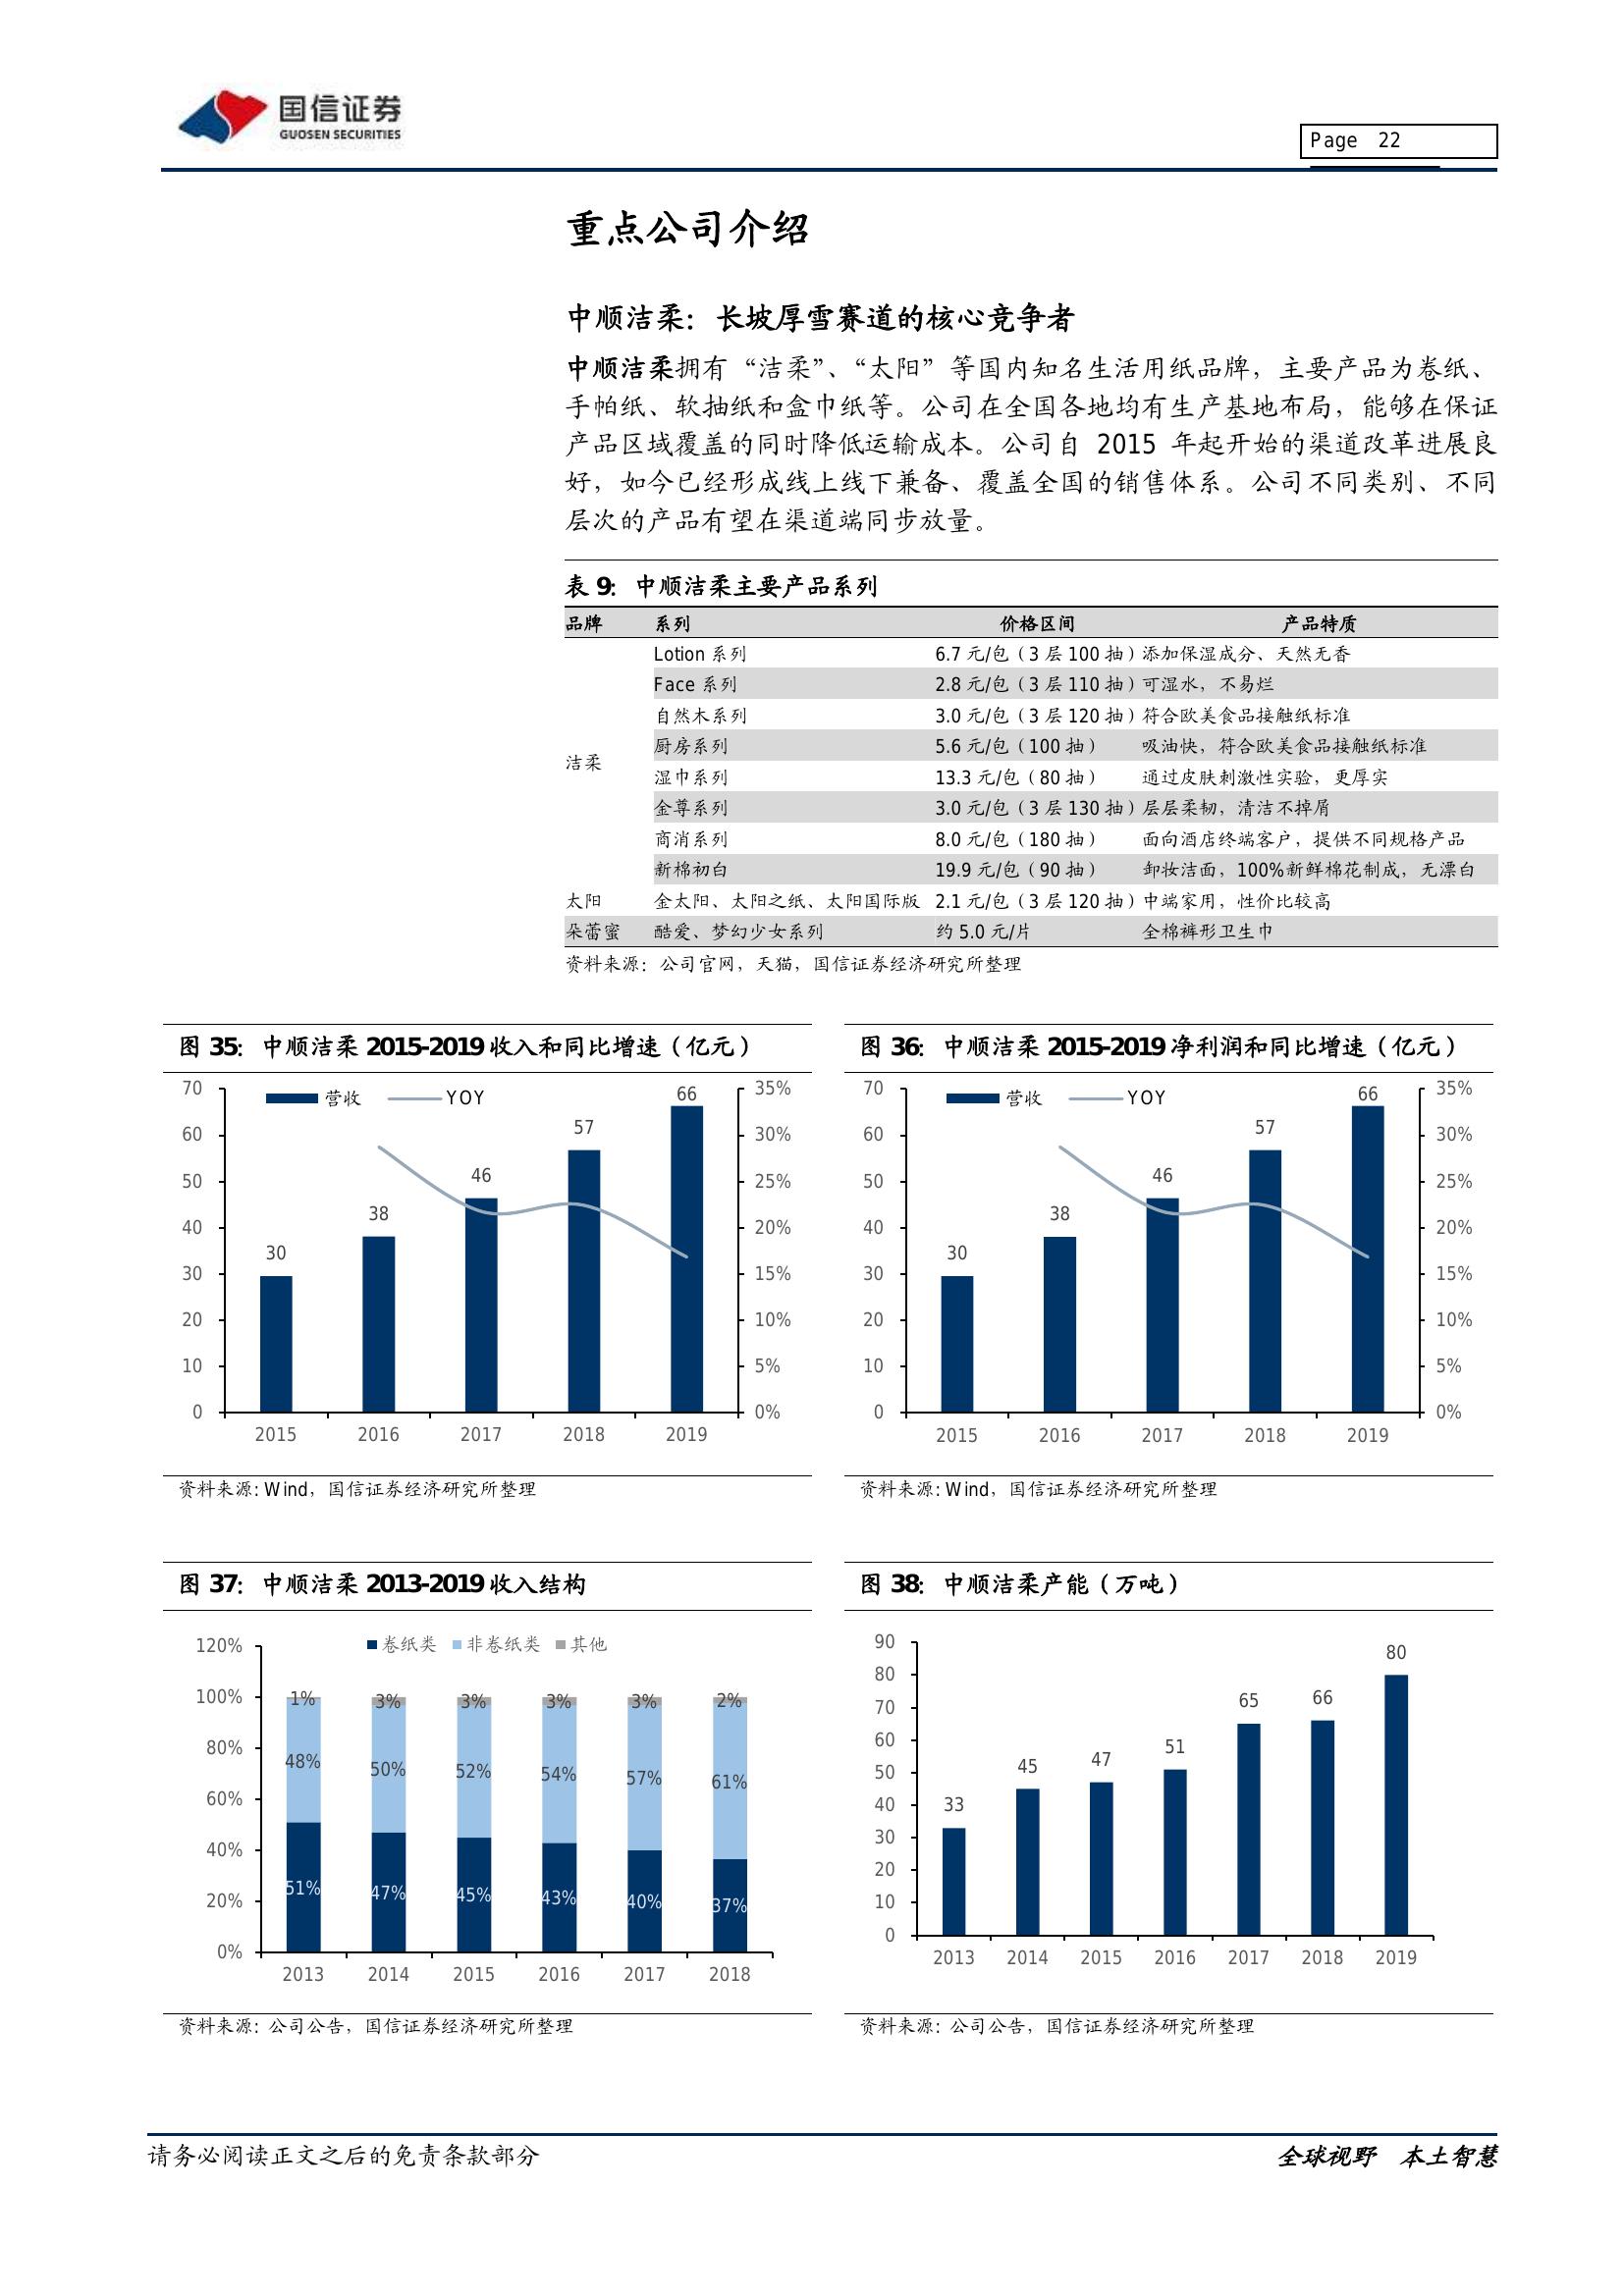 国信证券
GUOSEN SECURITIES
Page 22
重点公司介绍
中顺洁柔：长坡厚雪赛道的核心竞争者
中顺洁柔拥有“洁柔”、“太阳”等国内知名生活用纸品牌，主要产品为卷纸、
手帕纸、软抽纸和盒巾纸等。公司在全国各地均有生产基地布局，能够在保证
产品区域覆盖的同时降低运输成本。公司自 2015 年起开始的渠道改革进展良
好，如今已经形成线上线下兼备、覆盖全国的销售体系。公司不同类别、不同
层次的产品有望在渠道端同步放量。
表 9：中顺洁柔主要产品系列
品牌 系列 价格区间 产品特质
Lotion 系列 6.7 元/包（3 层 100 抽）添加保湿成分、天然无香
Face 系列 2.8 元/包（3 层 110 抽）可湿水，不易烂
自然木系列 3.0 元/包（3 层 120 抽）符合欧美食品接触纸标准
厨房系列 5.6 元/包（100 抽） 吸油快，符合欧美食品接触纸标准
洁柔
湿巾系列 13.3 元/包（80 抽） 通过皮肤刺激性实验，更厚实
金尊系列 3.0 元/包（3 层 130 抽）层层柔韧，清洁不掉屑
商消系列 8.0 元/包（180 抽） 面向酒店终端客户，提供不同规格产品
新棉初白 19.9 元/包（90 抽） 卸妆洁面，100%新鲜棉花制成，无漂白
太阳 金太阳、太阳之纸、太阳国际版 2.1 元/包（3 层 120 抽）中端家用，性价比较高
朵蕾蜜 酷爱、梦幻少女系列 约 5.0 元/片 全棉裤形卫生巾
资料来源：公司官网，天猫，国信证券经济研究所整理
图 35：中顺洁柔 2015-2019 收入和同比增速（亿元）
营收 YOY
70 66 35%
60 57 30%
50 46 25%
40 38 20%
30 30 15%
20 10%
10 5%
0 0%
2015 2016 2017 2018 2019
资料来源: Wind，国信证券经济研究所整理
图 36：中顺洁柔 2015-2019 净利润和同比增速（亿元）
营收 YOY
70 66 35%
60 57 30%
50 46 25%
40 38 20%
30 30 15%
20 10%
10 5%
0 0%
2015 2016 2017 2018 2019
资料来源: Wind，国信证券经济研究所整理
图 37：中顺洁柔 2013-2019 收入结构
卷纸类 非卷纸类 其他
120%
100% 1% 3% 3% 3% 3% 2%
80% 48% 50% 52% 54% 57% 61%
60%
40%
20% 51% 47% 45% 43% 40% 37%
0%
2013 2014 2015 2016 2017 2018
资料来源: 公司公告，国信证券经济研究所整理
图 38：中顺洁柔产能（万吨）
90
80 80
70 65 66
60
50 45 47 51
40 33
30
20
10
0
2013 2014 2015 2016 2017 2018 2019
资料来源: 公司公告，国信证券经济研究所整理
请务必阅读正文之后的免责条款部分
全球视野 本土智慧